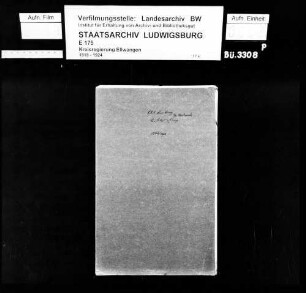 Aufn. Film
Verfilmungsstelle: Landesarchiv BW
Institut für Erhaltung von Archiv- und Bibliotheksgut
STAATSARCHIV LUDWIGSBURG
E 175
Kreisregierung Ellwangen
1818 - 1924
Aufn. Einheit
P
Bü. 3308